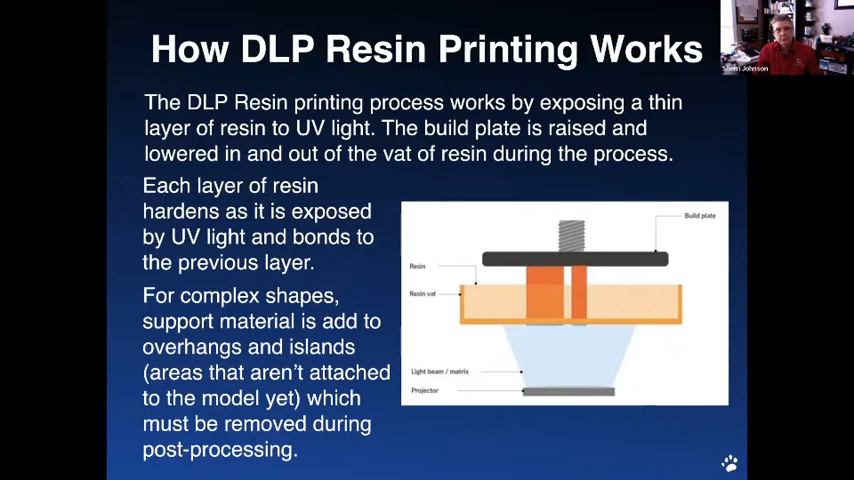 How DLP Resin Printing Works
The DLP Resin printing process works by exposing a thin
layer of resin to UV light. The build plate is raised and
lowered in and out of the vat of resin during the process.
Each layer of resin
hardens as it is exposed
by UV light and bonds to
the previous layer.
For complex shapes,
support material is add to
overhangs and islands
(areas that aren't attached
to the model yet) which
must be removed during
post-processing.
Build plate
Resin
Resin vat
Light beam / matrix
Projector
Sherri Johnson